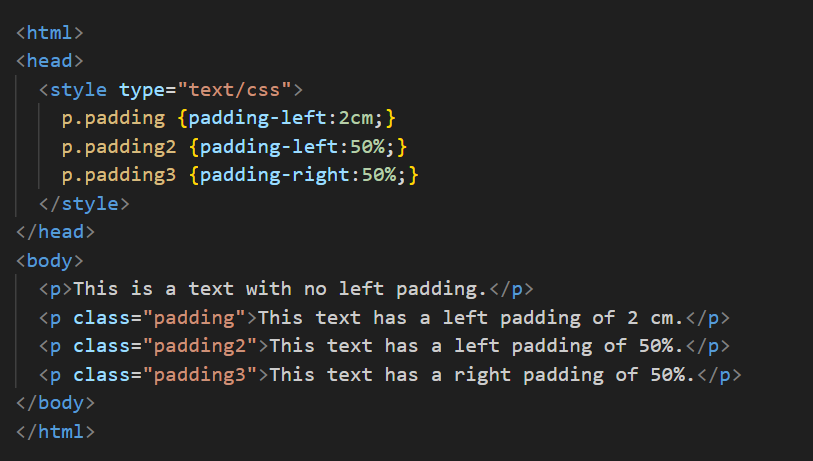 <html>
<head>
<style type="text/css">
p.padding {padding-left:2cm;}
p.padding2 {padding-left:50%;}
p.padding3 {padding-right:50%;}
</style>
</head>
<body>
<p>This is a text with no left padding.</p>
<p class="padding">This text has a left padding of 2 cm.</p>
<p class="padding2">This text has a left padding of 50%.</p>
<p class="padding3">This text has a right padding of 50%.</p>
</body>
</html>